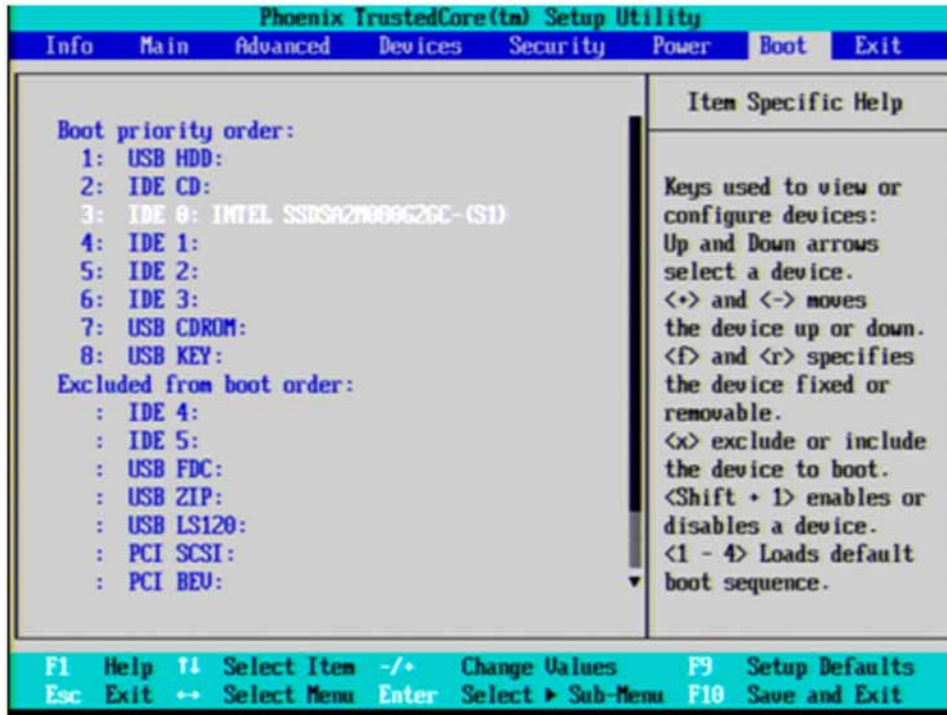 Phoenix TrustedCore(tm) Setup Utility
Info Main Advanced Devices Security Power Boot Exit
Boot priority order:
1: USB HDD:
2: IDE CD:
3: IDE 0: INTEL SSDSA2M080G2GC-(S1)
4: IDE 1:
5: IDE 2:
6: IDE 3:
7: USB CDROM:
8: USB KEY:
Excluded from boot order:
: IDE 4:
: IDE 5:
: USB FDC:
: USB ZIP:
: USB LS120:
: PCI SCSI:
: PCI BEV:
Item Specific Help
Keys used to view or
configure devices:
Up and Down arrows
select a device.
<+> and <-> moves
the device up or down.
<f> and <r> specifies
the device fixed or
removable.
<x> exclude or include
the device to boot.
<Shift + 1> enables or
disables a device.
<1 - 4> Loads default
boot sequence.
F1 Help ↑↓ Select Item -/+ Change Values F9 Setup Defaults
Esc Exit ↔ Select Menu Enter Select ▶ Sub-Menu F10 Save and Exit